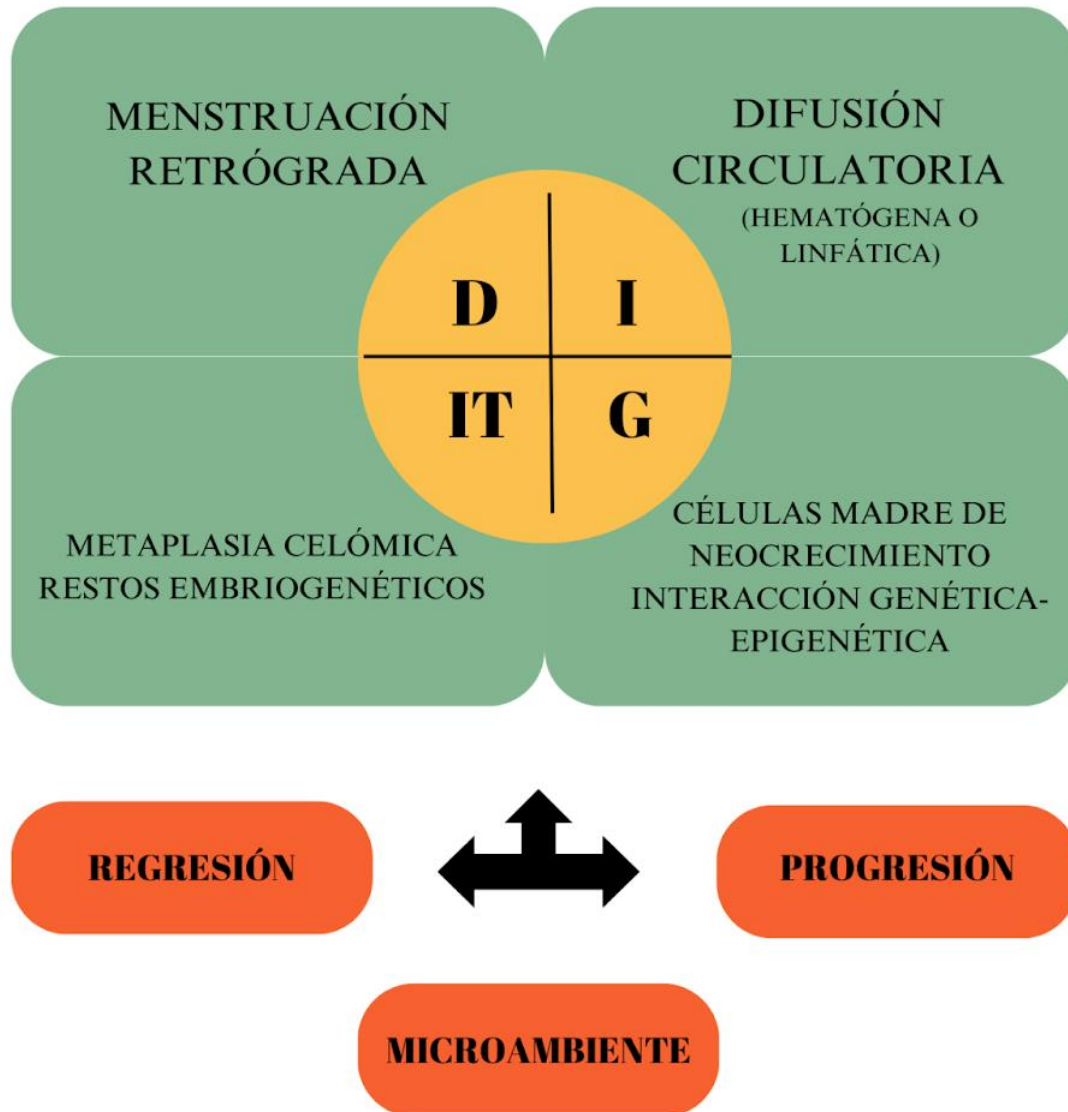 MENSTRUACIÓN
RETRÓGRADA
DIFUSIÓN
CIRCULATORIA
(HEMATÓGENA O
LINFÁTICA)
D
I
IT
G
METAPLASIA CELÓMICA
RESTOS EMBRIOGENÉTICOS
CÉLULAS MADRE DE
NEOCRECIMIENTO
INTERACCIÓN GENÉTICA-
EPIGENÉTICA
REGRESIÓN
PROGRESIÓN
MICROAMBIENTE